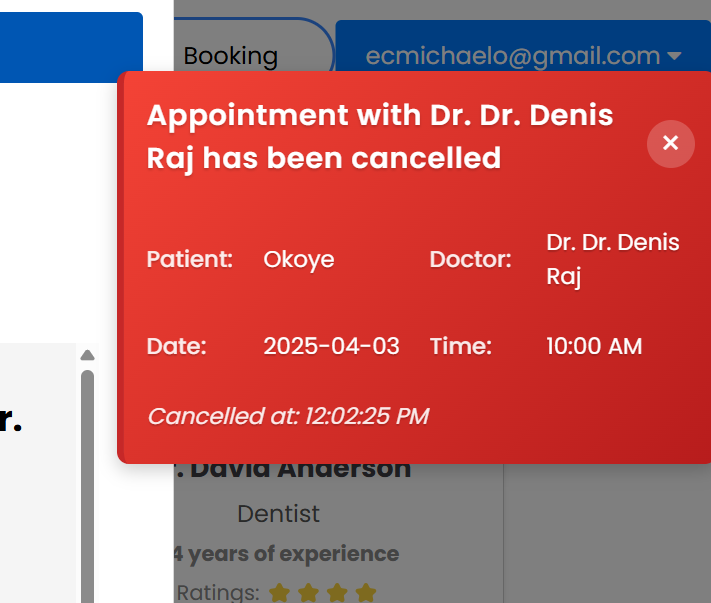 Booking
ecmichaelo@gmail.com
Appointment with Dr. Dr. Denis
Raj has been cancelled
Patient: Okoye Doctor: Dr. Dr. Denis
Raj
Date: 2025-04-03 Time: 10:00 AM
Cancelled at: 12:02:25 PM
r.
. David Anderson
Dentist
4 years of experience
Ratings: